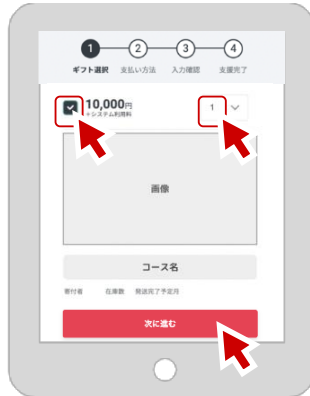 1 2 3 4
ギフト選択 支払い方法 入力確認 支援完了
10,000円
+システム利用料
1
画像
コース名
寄付者 在庫数 発送完了予定月
次に進む